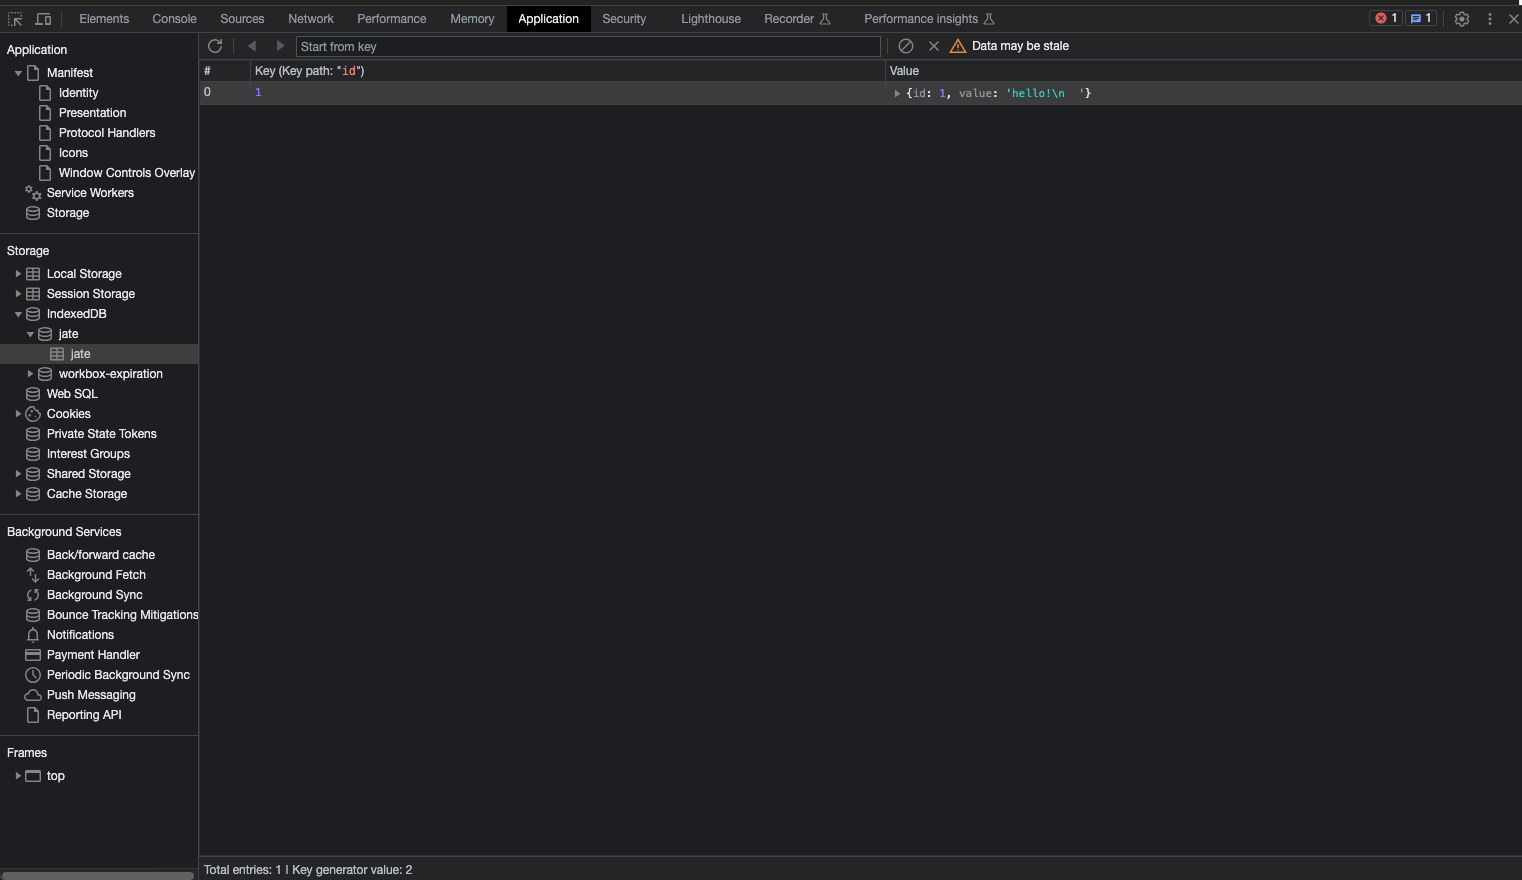 Elements Console Sources Network Performance Memory Application Security Lighthouse Recorder Performance insights 1 1
Application
Manifest
Identity
Presentation
Protocol Handlers
Icons
Window Controls Overlay
Service Workers
Storage
Storage
Local Storage
Session Storage
IndexedDB
jate
jate
workbox-expiration
Web SQL
Cookies
Private State Tokens
Interest Groups
Shared Storage
Cache Storage
Background Services
Back/forward cache
Background Fetch
Background Sync
Bounce Tracking Mitigations
Notifications
Payment Handler
Periodic Background Sync
Push Messaging
Reporting API
Frames
top
Start from key Data may be stale
# Key (Key path: "id") Value
0 1 {id: 1, value: 'hello!\n  '}
Total entries: 1 | Key generator value: 2